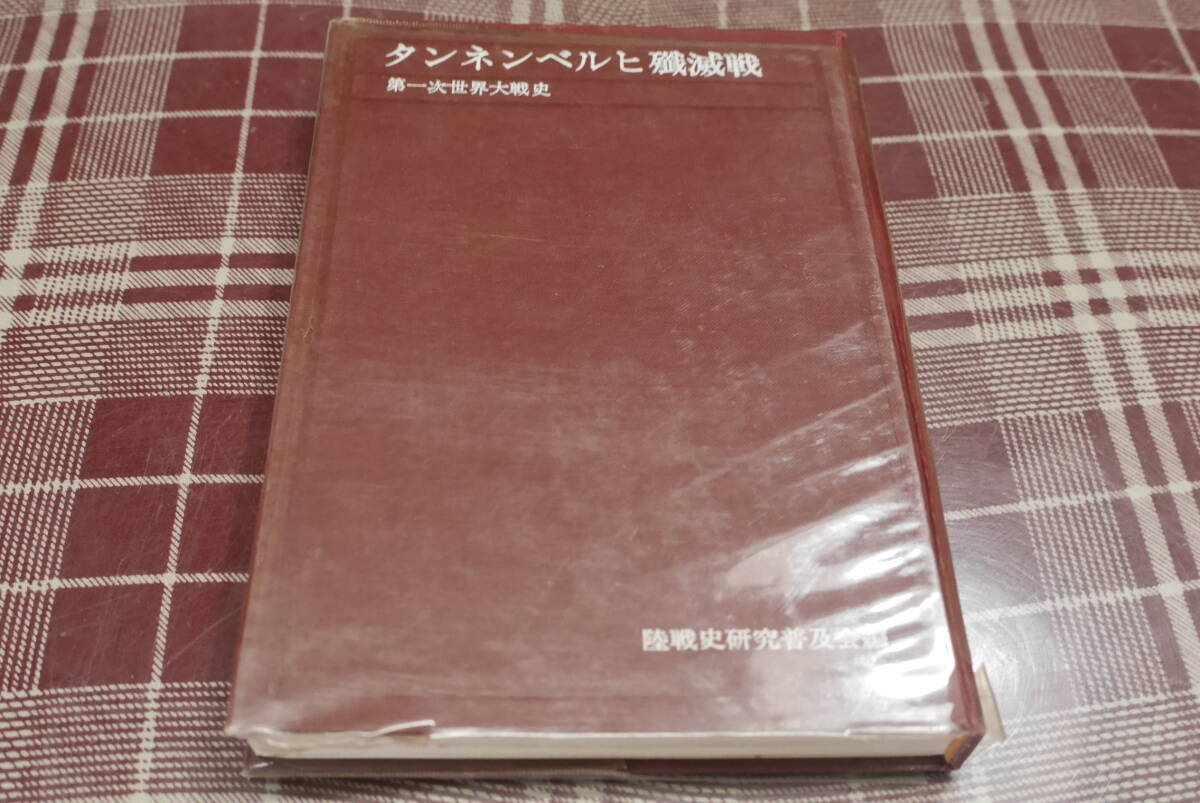 タンネンベルヒ殲滅戦
第一次世界大戦史
陸戦史研究普及会編